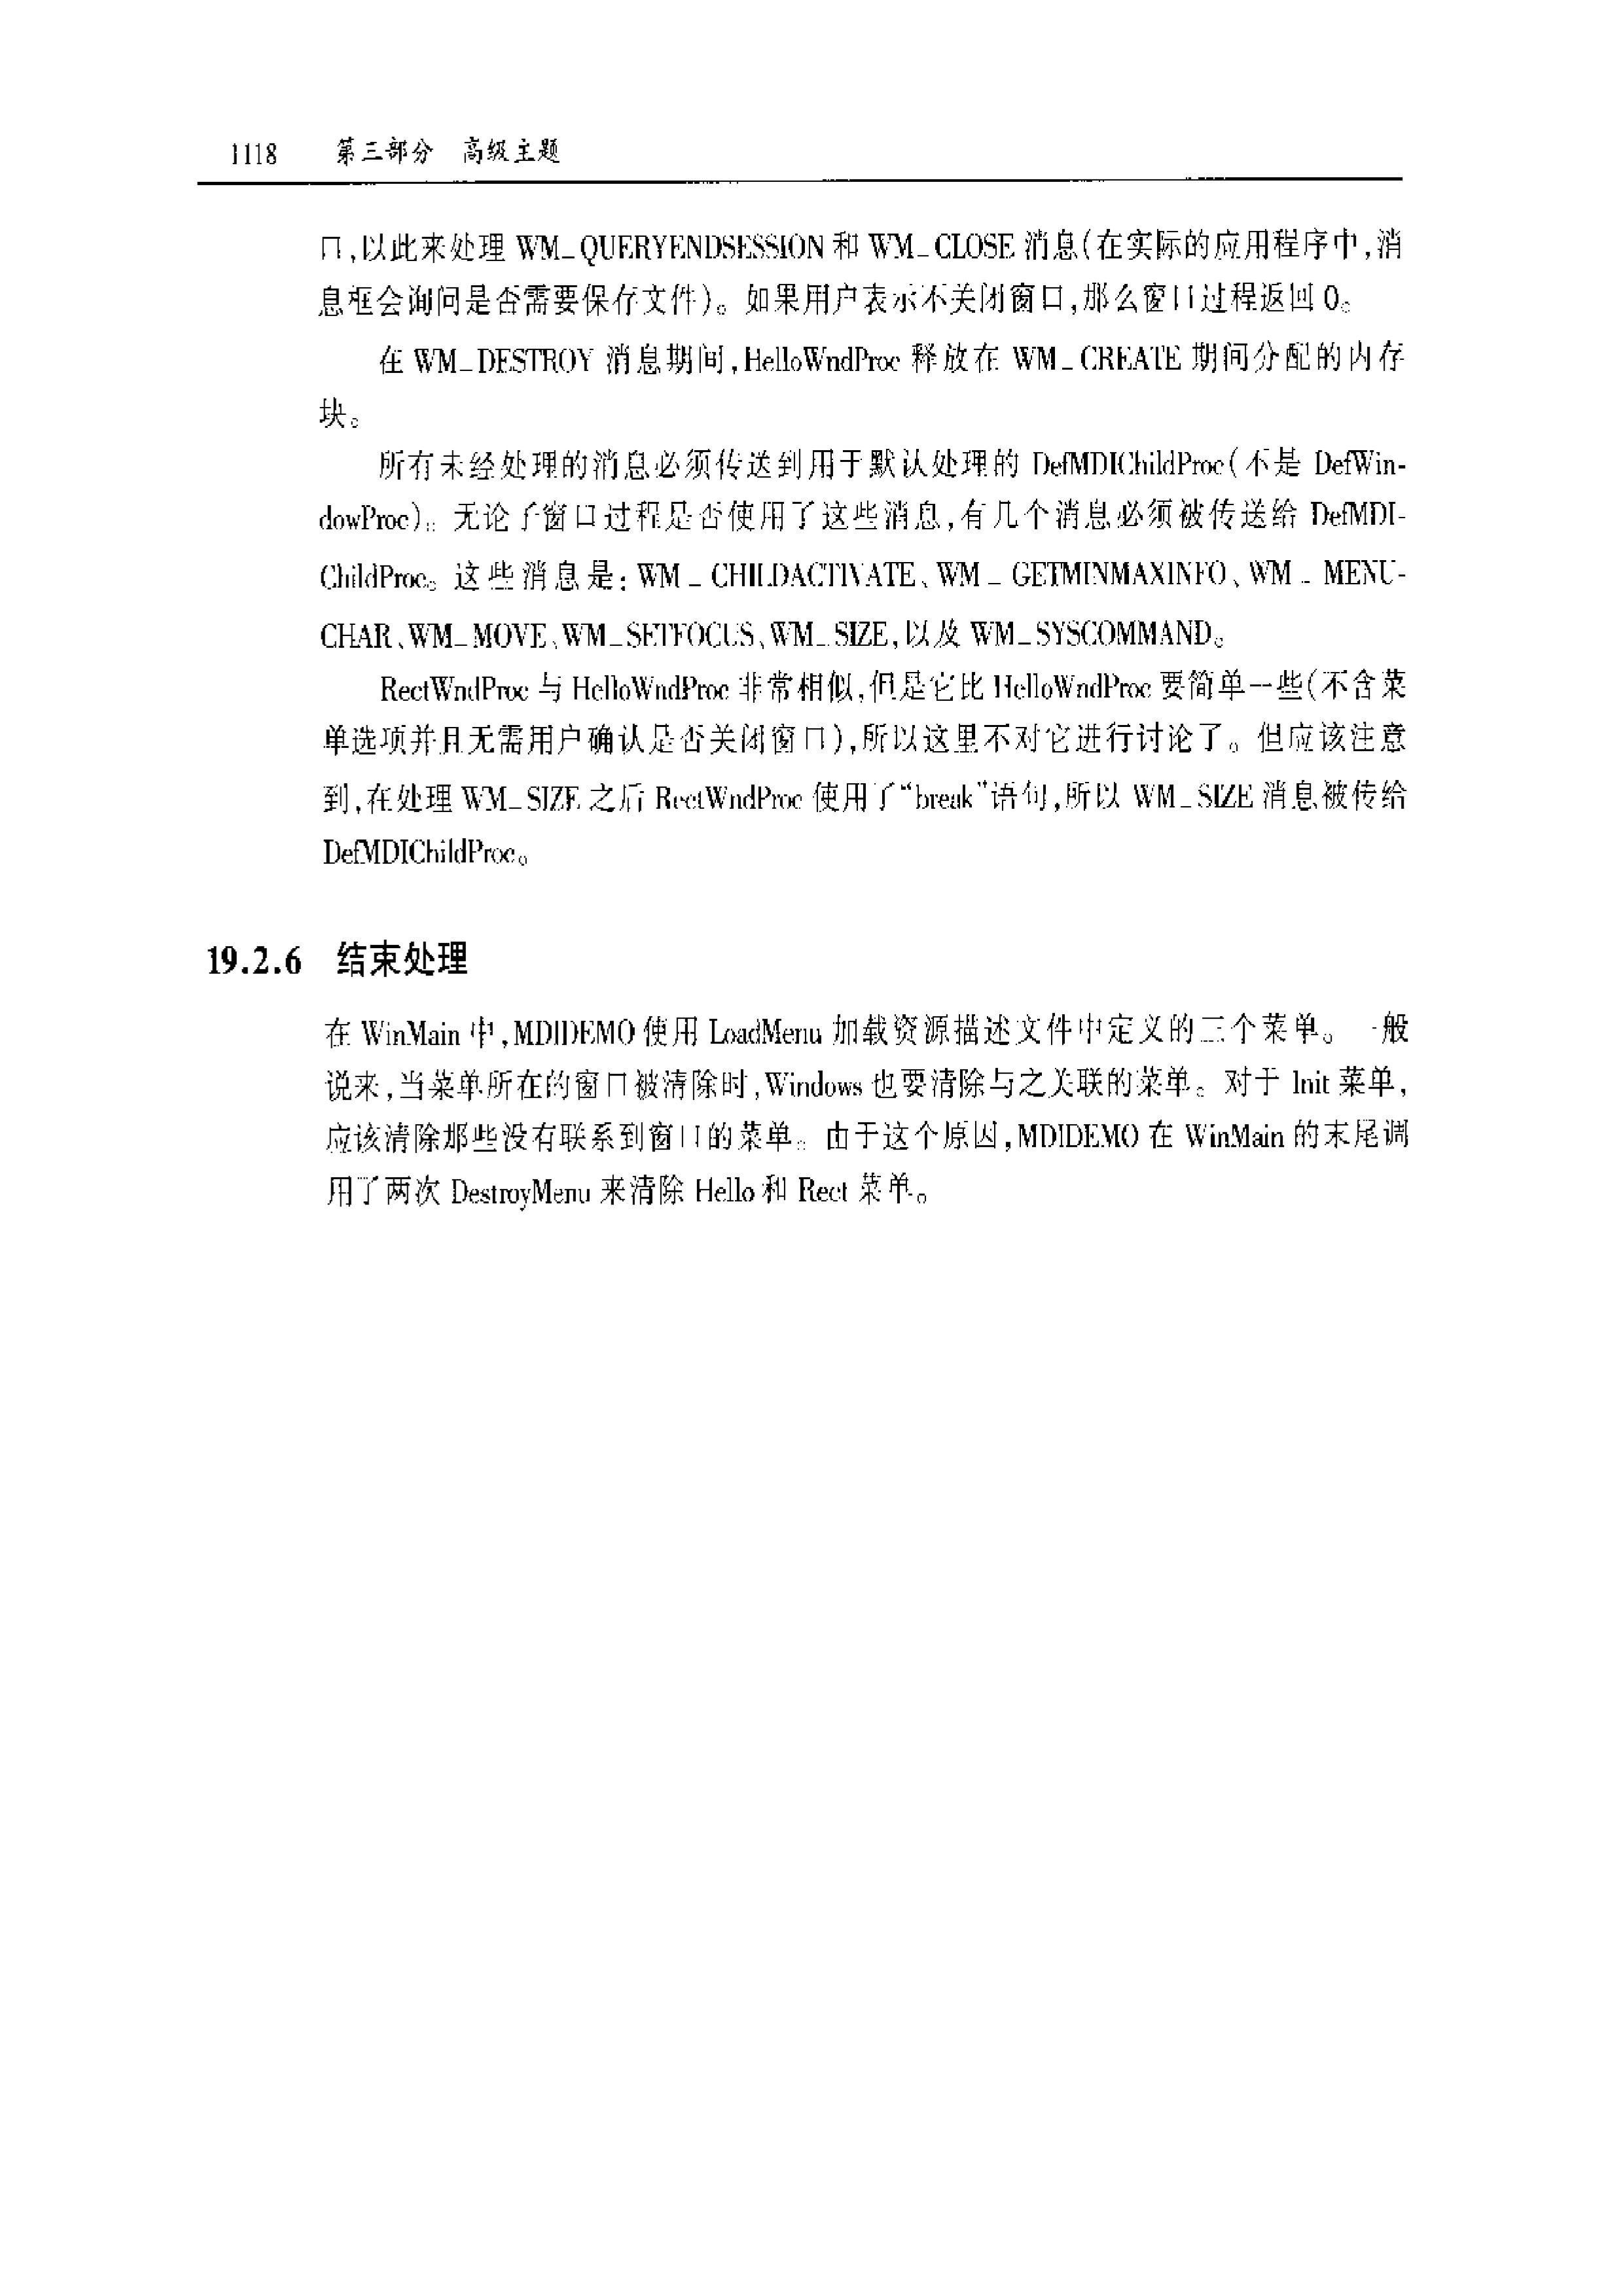 1118 第三部分 高级主题
口,以此来处理 WM_QUERYENDSESSION 和 WM_CLOSE 消息(在实际的应用程序中,消
息框会询问是否需要保存文件)。如果用户表示不关闭窗口,那么窗口过程返回 0。
在 WM_DESTROY 消息期间,HelloWndProc 释放在 WM_CREATE 期间分配的内存
块。
所有未经处理的消息必须传送到用于默认处理的 DefMDIChildProc(不是 DefWin-
dowProc)。无论子窗口过程是否使用了这些消息,有几个消息必须被传送给 DefMDI-
ChildProc。这些消息是:WM_CHILDACTIVATE、WM_GETMINMAXINFO、WM_MENU-
CHAR、WM_MOVE、WM_SETFOCUS、WM_SIZE,以及 WM_SYSCOMMAND。
RectWndProc 与 HelloWndProc 非常相似,但是它比 HelloWndProc 要简单一些(不含菜
单选项并且无需用户确认是否关闭窗口),所以这里不对它进行讨论了。但应该注意
到,在处理 WM_SIZE 之后 RectWndProc 使用了“break”语句,所以 WM_SIZE 消息被传给
DefMDIChildProc。
19.2.6 结束处理
在 WinMain 中,MDIDEMO 使用 LoadMenu 加载资源描述文件中定义的三个菜单。一般
说来,当菜单所在的窗口被清除时,Windows 也要清除与之关联的菜单。对于 Init 菜单,
应该清除那些没有联系到窗口的菜单。由于这个原因,MDIDEMO 在 WinMain 的末尾调
用了两次 DestroyMenu 来清除 Hello 和 Rect 菜单。